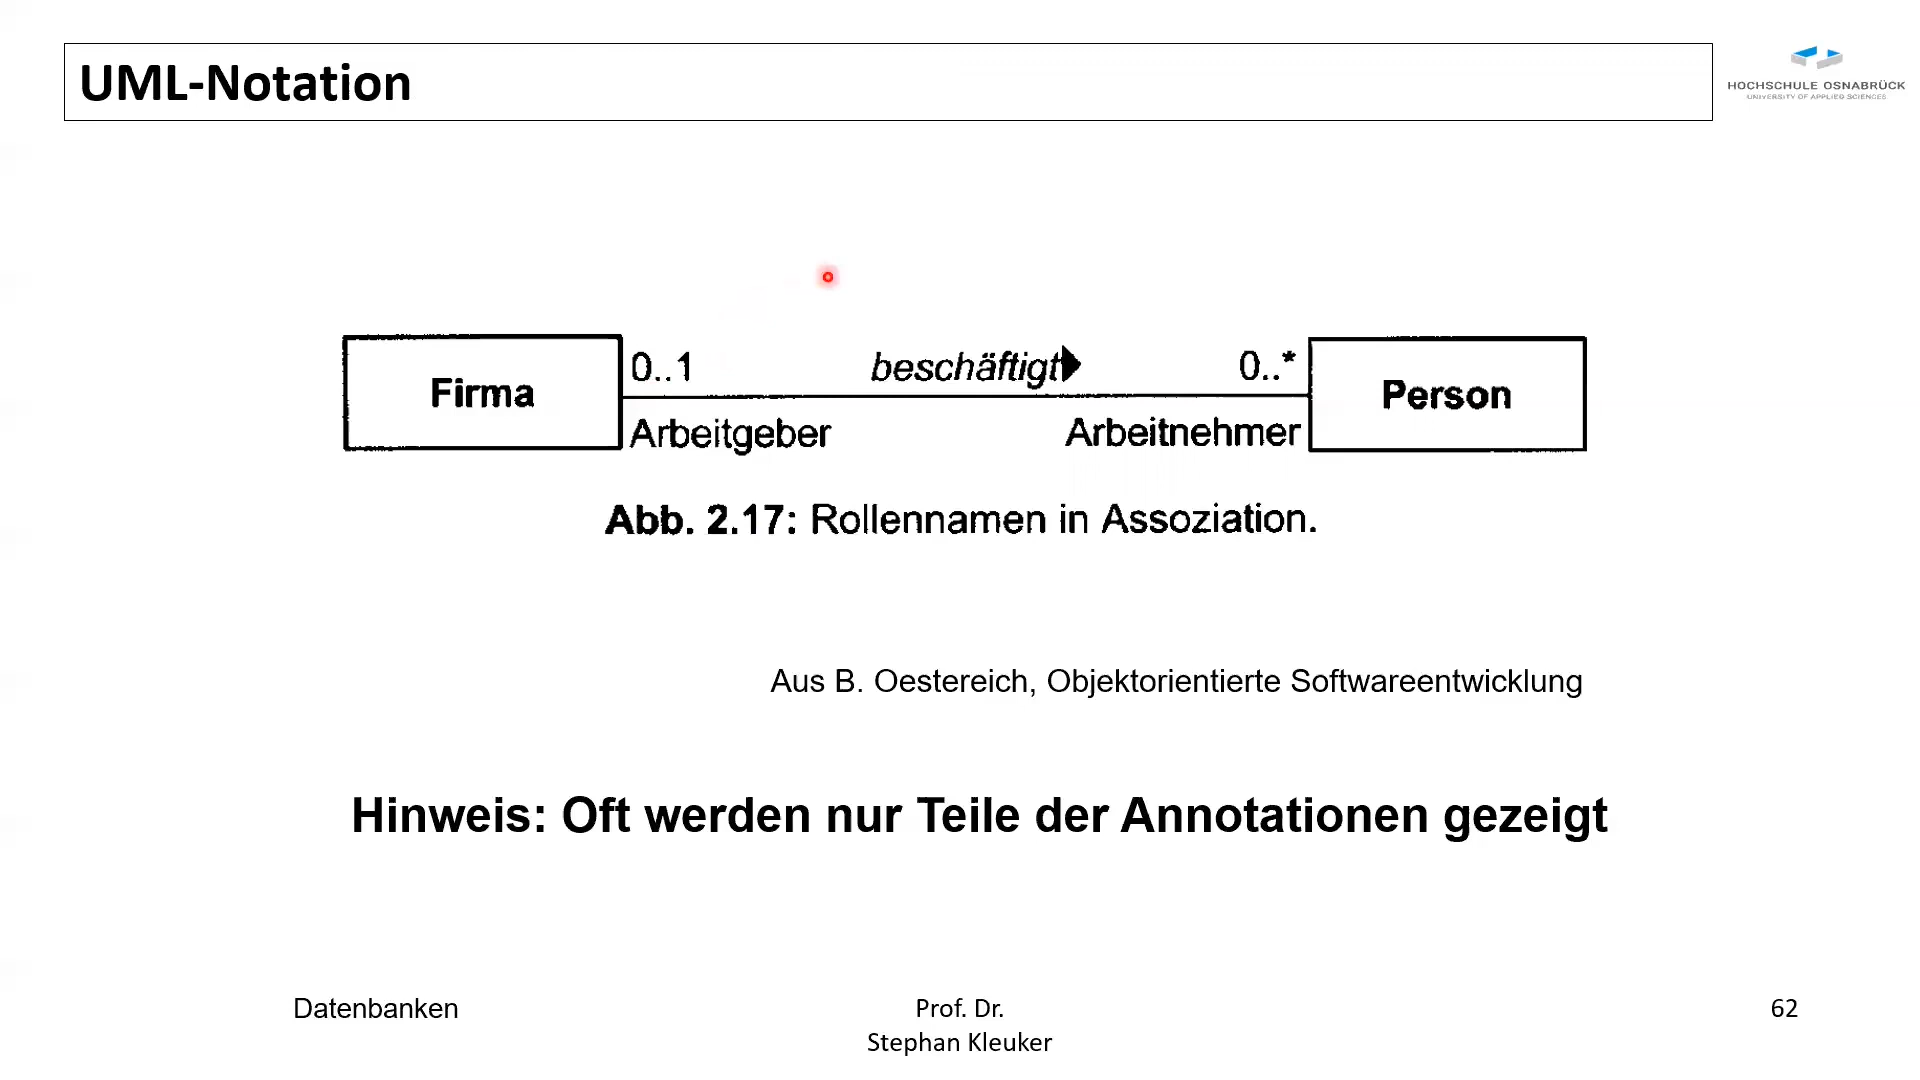 UML-Notation
HOCHSCHULE OSNABRÜCK
UNIVERSITY OF APPLIED SCIENCES
Firma
0..1
beschäftigt
0..*
Person
Arbeitgeber
Arbeitnehmer
Abb. 2.17: Rollennamen in Assoziation.
Aus B. Oestereich, Objektorientierte Softwareentwicklung
Hinweis: Oft werden nur Teile der Annotationen gezeigt
Datenbanken
Prof. Dr.
Stephan Kleuker
62